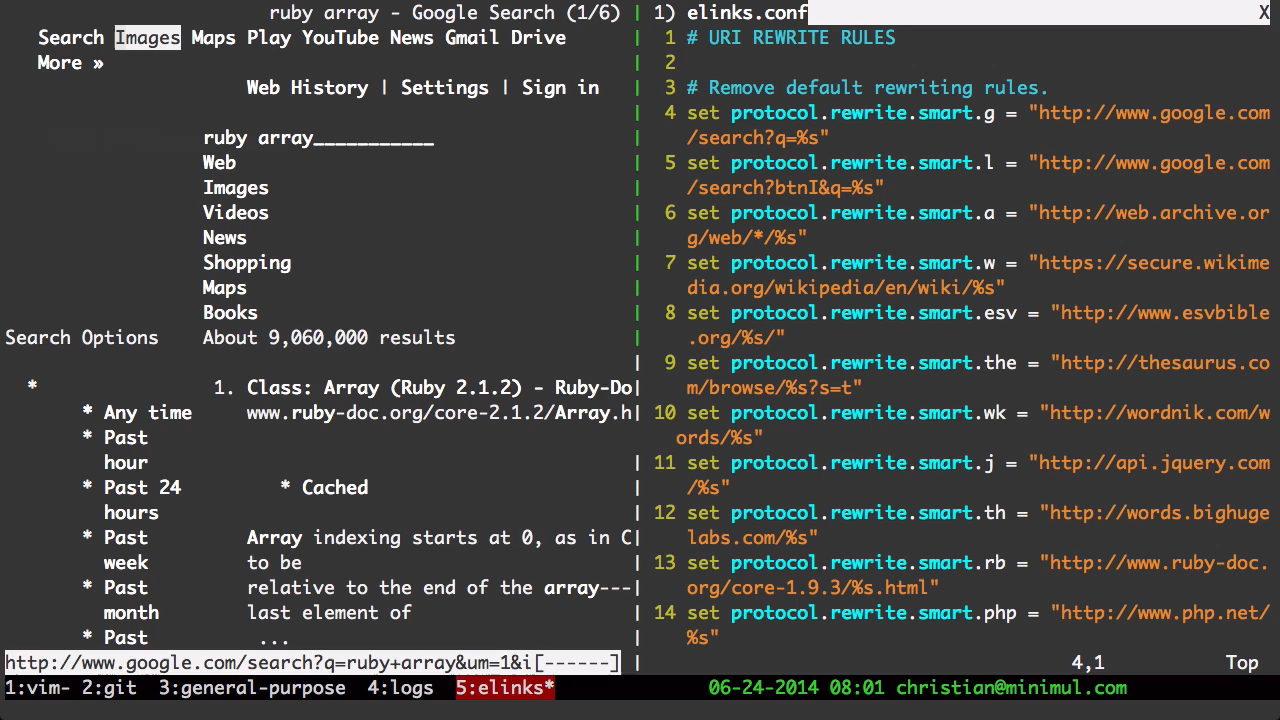 ruby array - Google Search (1/6)
Search Images Maps Play YouTube News Gmail Drive
More »
Web History | Settings | Sign in
ruby array___________
Web
Images
Videos
News
Shopping
Maps
Books
Search Options About 9,060,000 results
* 1. Class: Array (Ruby 2.1.2) - Ruby-Do
* Any time www.ruby-doc.org/core-2.1.2/Array.h
* Past
hour
* Past 24 * Cached
hours
* Past Array indexing starts at 0, as in C
week to be
* Past relative to the end of the array---
month last element of
* Past ...
http://www.google.com/search?q=ruby+array&um=1&i[------]
1) elinks.conf X
1 # URI REWRITE RULES
2
3 # Remove default rewriting rules.
4 set protocol.rewrite.smart.g = "http://www.google.com
/search?q=%s"
5 set protocol.rewrite.smart.l = "http://www.google.com
/search?btnI&q=%s"
6 set protocol.rewrite.smart.a = "http://web.archive.or
g/web/*/%s"
7 set protocol.rewrite.smart.w = "https://secure.wikime
dia.org/wikipedia/en/wiki/%s"
8 set protocol.rewrite.smart.esv = "http://www.esvbible
.org/%s/"
9 set protocol.rewrite.smart.the = "http://thesaurus.co
m/browse/%s?s=t"
10 set protocol.rewrite.smart.wk = "http://wordnik.com/w
ords/%s"
11 set protocol.rewrite.smart.j = "http://api.jquery.com
/%s"
12 set protocol.rewrite.smart.th = "http://words.bighuge
labs.com/%s"
13 set protocol.rewrite.smart.rb = "http://www.ruby-doc.
org/core-1.9.3/%s.html"
14 set protocol.rewrite.smart.php = "http://www.php.net/
%s"
4,1 Top
1:vim- 2:git 3:general-purpose 4:logs 5:elinks* 06-24-2014 08:01 christian@minimul.com